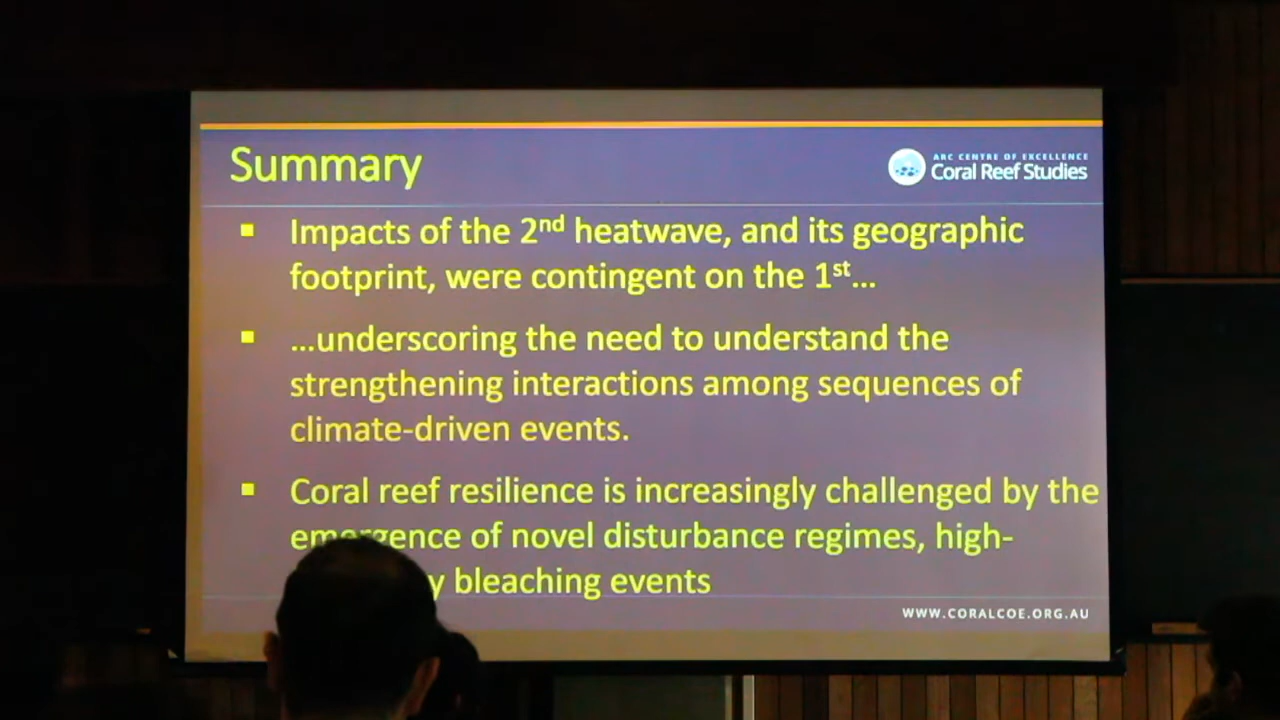 Summary
ARC CENTRE OF EXCELLENCE
Coral Reef Studies
▪ Impacts of the 2nd heatwave, and its geographic
footprint, were contingent on the 1st...
▪ ...underscoring the need to understand the
strengthening interactions among sequences of
climate-driven events.
▪ Coral reef resilience is increasingly challenged by the
emergence of novel disturbance regimes, high-
bleaching events
WWW.CORALCOE.ORG.AU